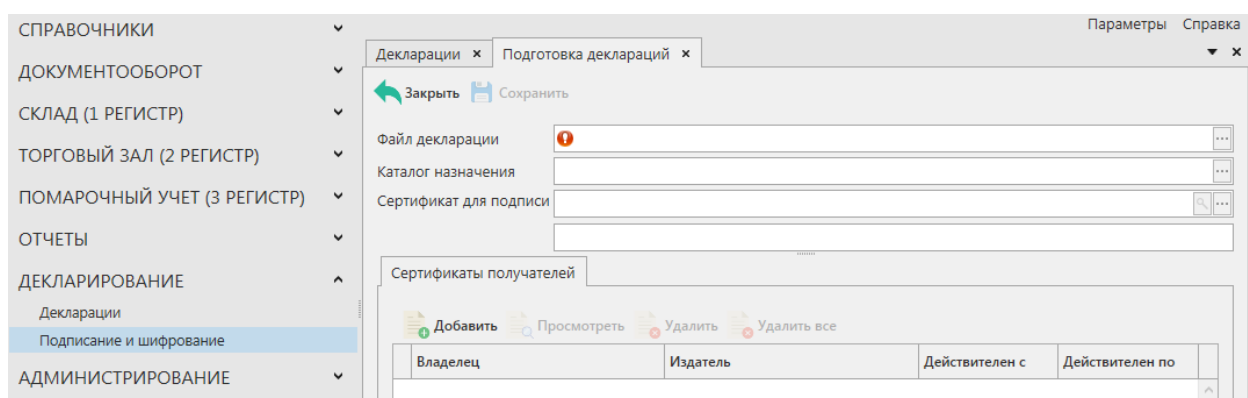 Параметры Справка
СПРАВОЧНИКИ
ДОКУМЕНТООБОРОТ
СКЛАД (1 РЕГИСТР)
ТОРГОВЫЙ ЗАЛ (2 РЕГИСТР)
ПОМАРОЧНЫЙ УЧЕТ (3 РЕГИСТР)
ОТЧЕТЫ
ДЕКЛАРИРОВАНИЕ
Декларации
Подписание и шифрование
АДМИНИСТРИРОВАНИЕ
Декларации Подготовка деклараций
Закрыть Сохранить
Файл декларации
Каталог назначения
Сертификат для подписи
Сертификаты получателей
Добавить Просмотреть Удалить Удалить все
Владелец Издатель Действителен с Действителен по